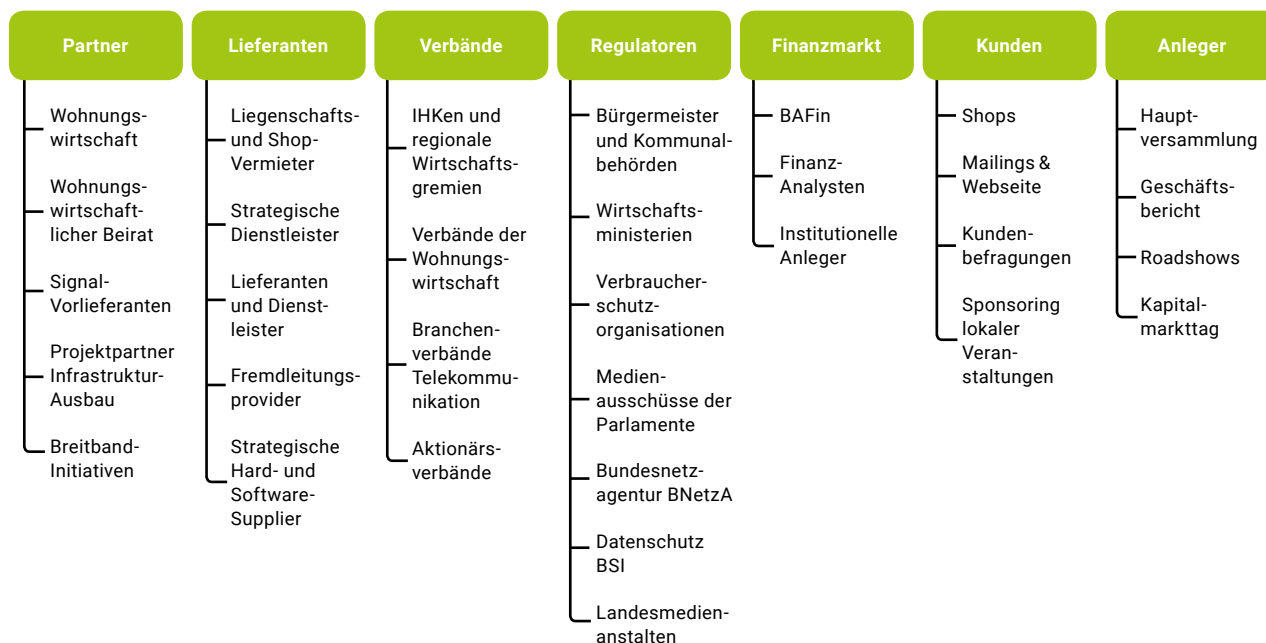 Partner
Wohnungs-
wirtschaft
Wohnungs-
wirtschaft-
licher Beirat
Signal-
Vorlieferanten
Projektpartner
Infrastruktur-
Ausbau
Breitband-
Initiativen
Lieferanten
Liegenschafts-
und Shop-
Vermieter
Strategische
Dienstleister
Lieferanten
und Dienst-
leister
Fremdleitungs-
provider
Strategische
Hard- und
Software-
Supplier
Verbände
IHKen und
regionale
Wirtschafts-
gremien
Verbände der
Wohnungs-
wirtschaft
Branchen-
verbände
Telekommu-
nikation
Aktionärs-
verbände
Regulatoren
Bürgermeister
und Kommunal-
behörden
Wirtschafts-
ministerien
Verbraucher-
schutz-
organisationen
Medien-
ausschüsse der
Parlamente
Bundesnetz-
agentur BNetzA
Datenschutz
BSI
Landesmedien-
anstalten
Finanzmarkt
BAFin
Finanz-
Analysten
Institutionelle
Anleger
Kunden
Shops
Mailings &
Webseite
Kunden-
befragungen
Sponsoring
lokaler
Veran-
staltungen
Anleger
Haupt-
versammlung
Geschäfts-
bericht
Roadshows
Kapital-
markttag